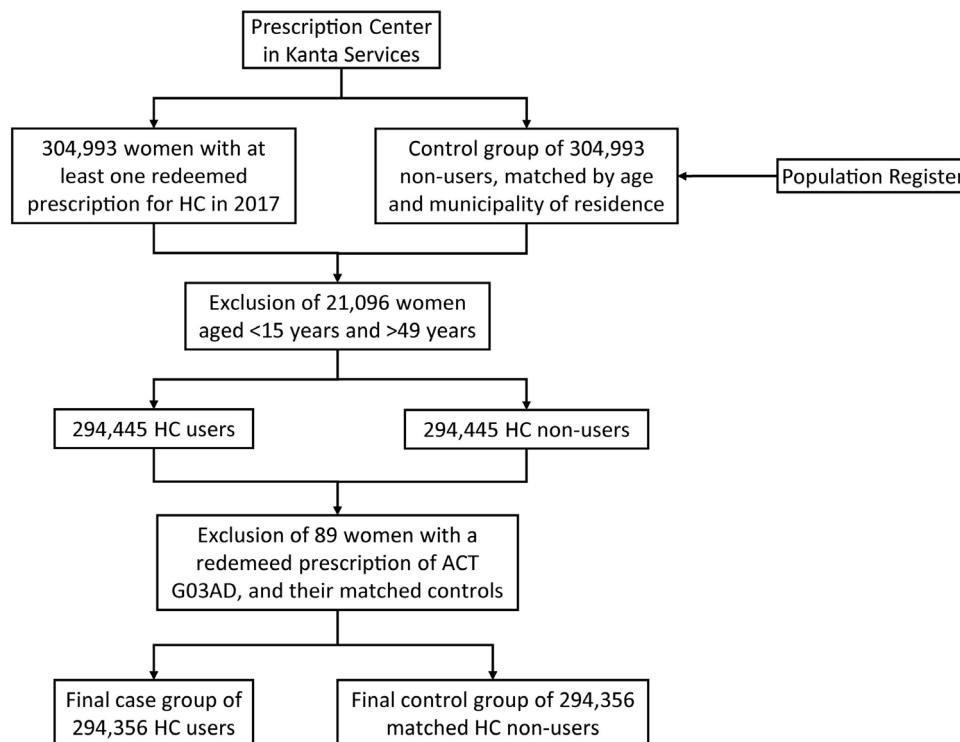 Prescription Center
in Kanta Services
304,993 women with at
least one redeemed
prescription for HC in 2017
Control group of 304,993
non-users, matched by age
and municipality of residence
Population Register
Exclusion of 21,096 women
aged <15 years and >49 years
294,445 HC users
294,445 HC non-users
Exclusion of 89 women with a
redemeed prescription of ACT
G03AD, and their matched controls
Final case group of
294,356 HC users
Final control group of 294,356
matched HC non-users